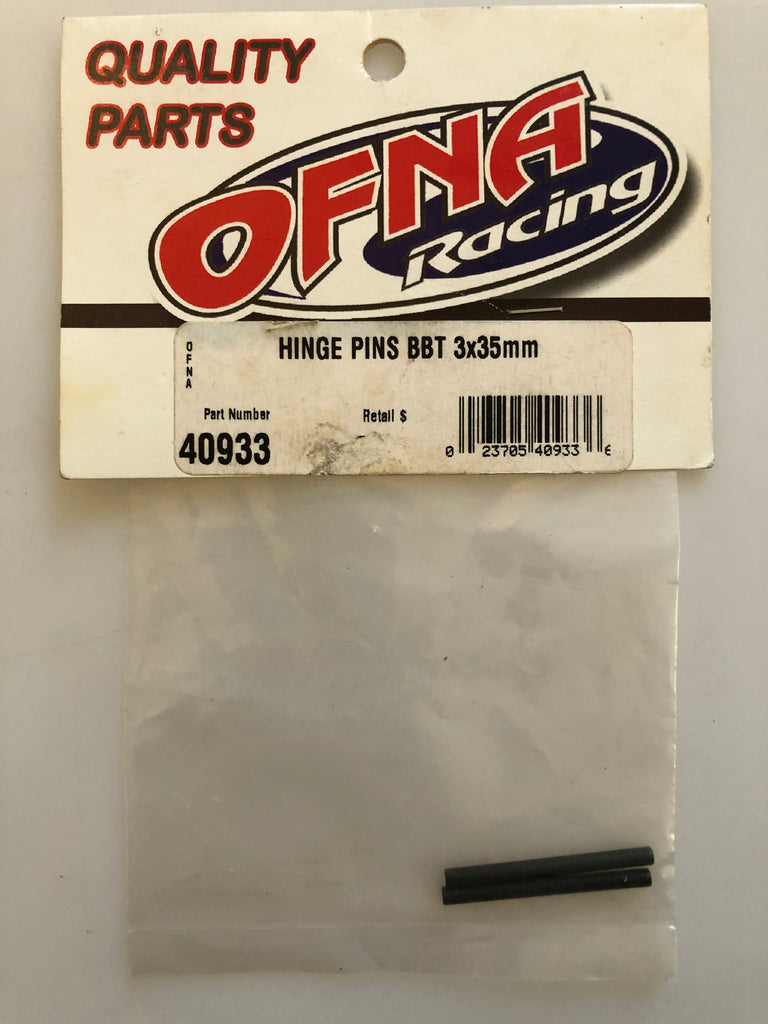 QUALITY
PARTS
OFNA
Racing
OFNA
HINGE PINS BBT 3x35mm
Part Number
Retail $
40933
0 23705 40933 6